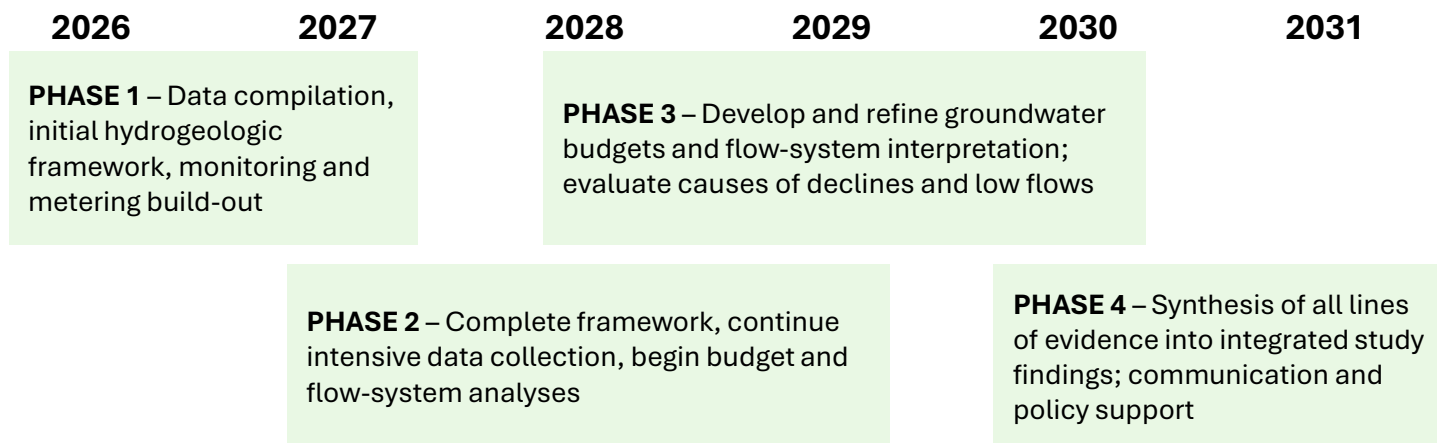 2026 2027 2028 2029 2030 2031
PHASE 1 – Data compilation,
initial hydrogeologic
framework, monitoring and
metering build-out
PHASE 3 – Develop and refine groundwater
budgets and flow-system interpretation;
evaluate causes of declines and low flows
PHASE 2 – Complete framework, continue
intensive data collection, begin budget and
flow-system analyses
PHASE 4 – Synthesis of all lines
of evidence into integrated study
findings; communication and
policy support